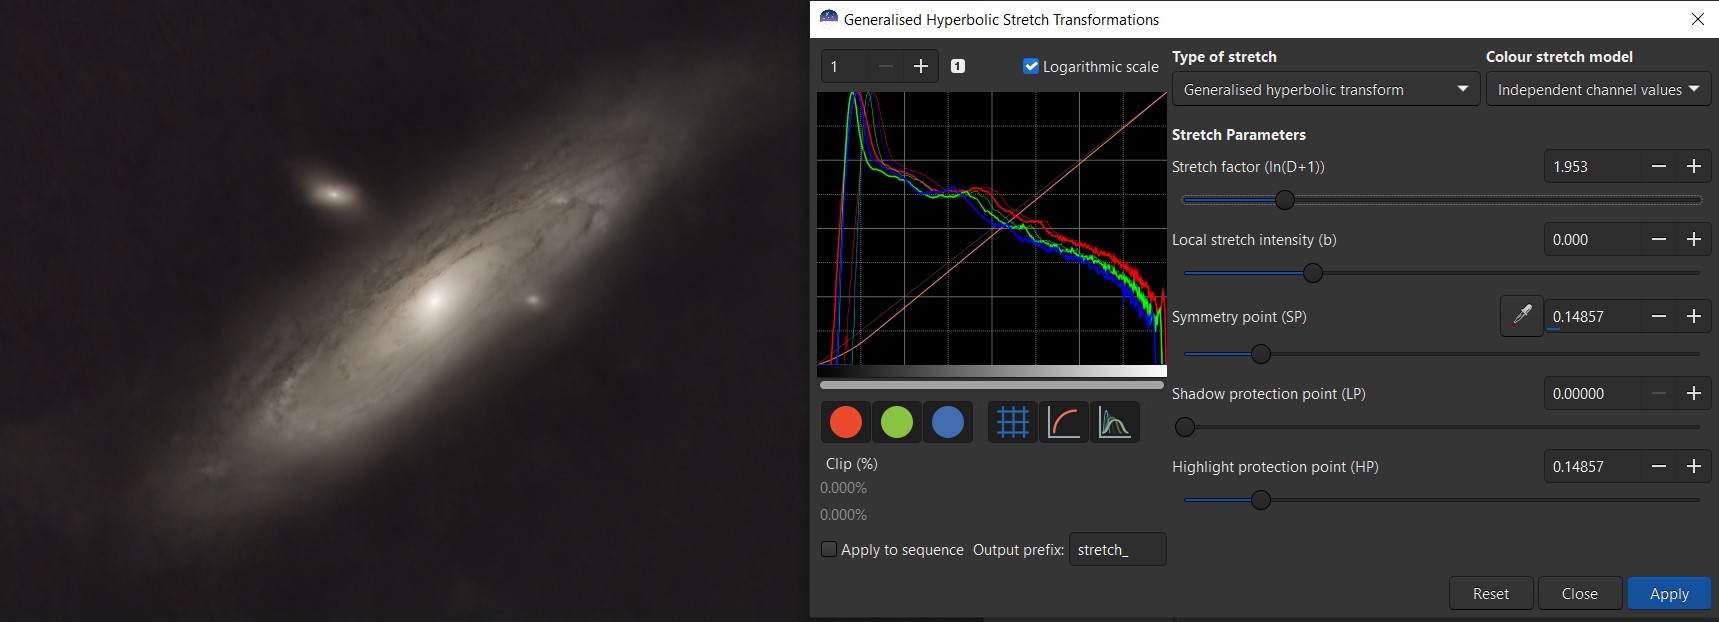 Generalised Hyperbolic Stretch Transformations
1
1
Logarithmic scale
Clip (%)
0.000%
0.000%
Apply to sequence Output prefix: stretch_
Type of stretch
Generalised hyperbolic transform
Colour stretch model
Independent channel values
Stretch Parameters
Stretch factor (ln(D+1)) 1.953
Local stretch intensity (b) 0.000
Symmetry point (SP) 0.14857
Shadow protection point (LP) 0.00000
Highlight protection point (HP) 0.14857
Reset Close Apply